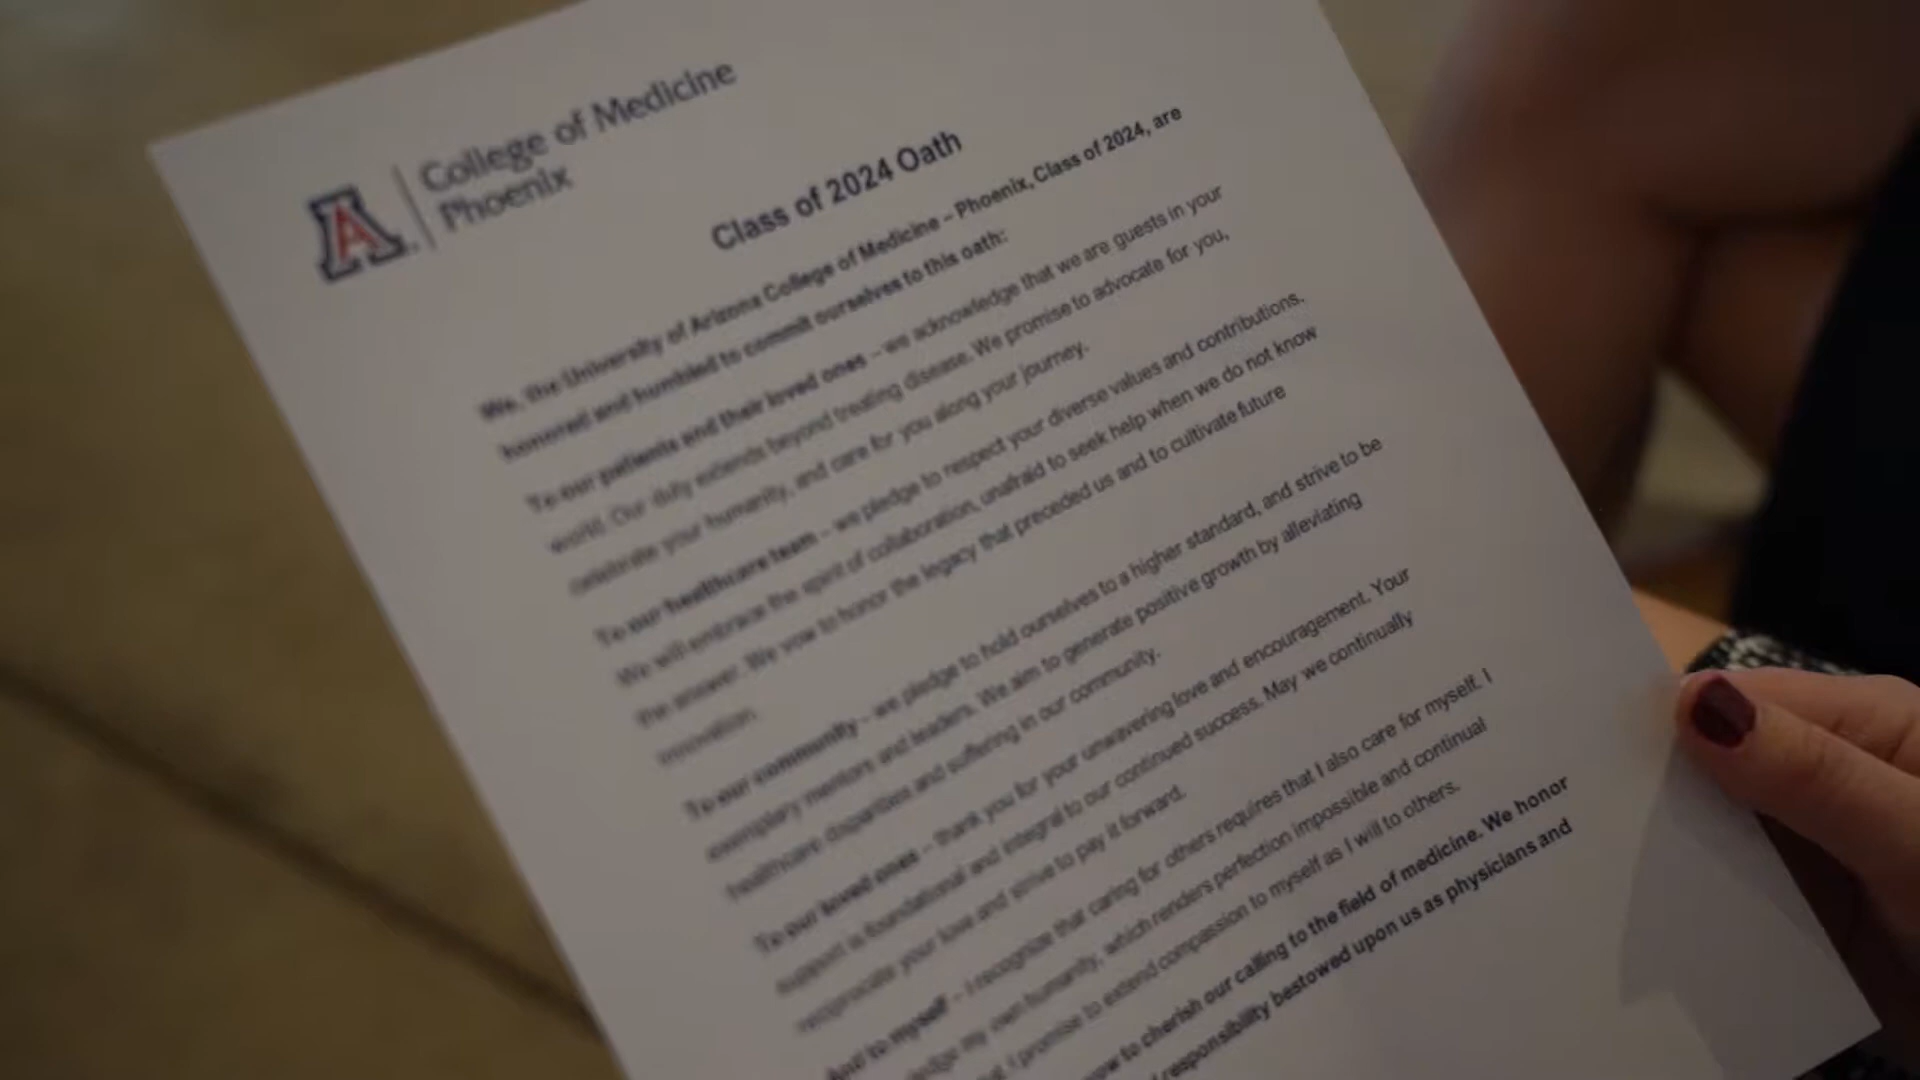 College of Medicine
Phoenix
A
Class of 2024 Oath
We, the University of Arizona College of Medicine – Phoenix, Class of 2024, are
honored and humbled to commit ourselves to this oath:
To our patients and their loved ones – we acknowledge that we are guests in your
world. Our duty extends beyond treating disease. We promise to advocate for you,
celebrate your humanity, and care for you along your journey.
To our healthcare team – we pledge to respect your diverse values and contributions.
We will embrace the spirit of collaboration, unafraid to seek help when we do not know
the answer. We vow to honor the legacy that preceded us and to cultivate future
innovation.
To our community – we pledge to hold ourselves to a higher standard, and strive to be
exemplary mentors and leaders. We aim to generate positive growth by alleviating
healthcare disparities and suffering in our community.
To our loved ones – thank you for your unwavering love and encouragement. Your
support is foundational and integral to our continued success. May we continually
reciprocate your love and strive to pay it forward.
And to myself – I recognize that caring for others requires that I also care for myself. I
my own humanity, which renders perfection impossible and continual
I promise to extend compassion to myself as I will to others.
to cherish our calling to the field of medicine. We honor
responsibility bestowed upon us as physicians and